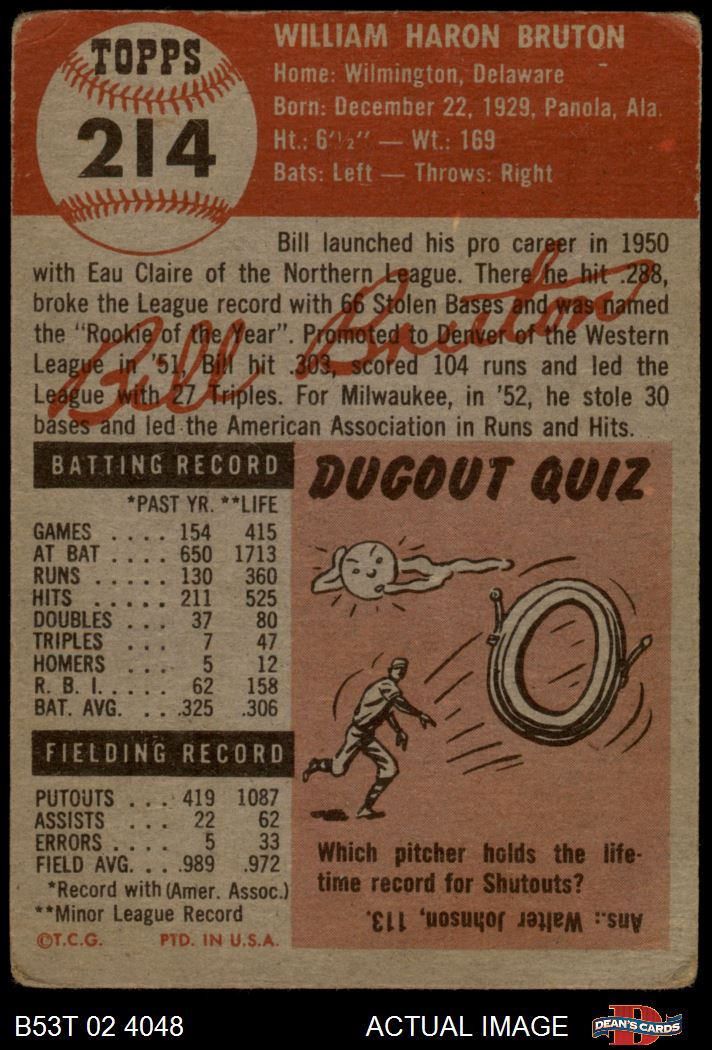 TOPPS
214
WILLIAM HARON BRUTON
Home: Wilmington, Delaware
Born: December 22, 1929, Panola, Ala.
Ht.: 6'½" — Wt.: 169
Bats: Left — Throws: Right
Bill launched his pro career in 1950
with Eau Claire of the Northern League. There he hit .288,
broke the League record with 66 Stolen Bases and was named
the "Rookie of the Year". Promoted to Denver of the Western
League in '51, Bill hit .303, scored 104 runs and led the
League with 27 Triples. For Milwaukee, in '52, he stole 30
bases and led the American Association in Runs and Hits.
Bill Bruton
BATTING RECORD
*PAST YR. **LIFE
GAMES .... 154 415
AT BAT .... 650 1713
RUNS ..... 130 360
HITS ..... 211 525
DOUBLES ... 37 80
TRIPLES ... 7 47
HOMERS ... 5 12
R. B. I. .... 62 158
BAT. AVG. ... .325 .306
FIELDING RECORD
PUTOUTS ... 419 1087
ASSISTS ... 22 62
ERRORS .... 5 33
FIELD AVG. ... .989 .972
*Record with (Amer. Assoc.)
**Minor League Record
©T.C.G. PTD. IN U.S.A.
DUGOUT QUIZ
Which pitcher holds the life-
time record for Shutouts?
Ans.: Walter Johnson, 113.
B53T 02 4048 ACTUAL IMAGE
D
DEAN'S CARDS